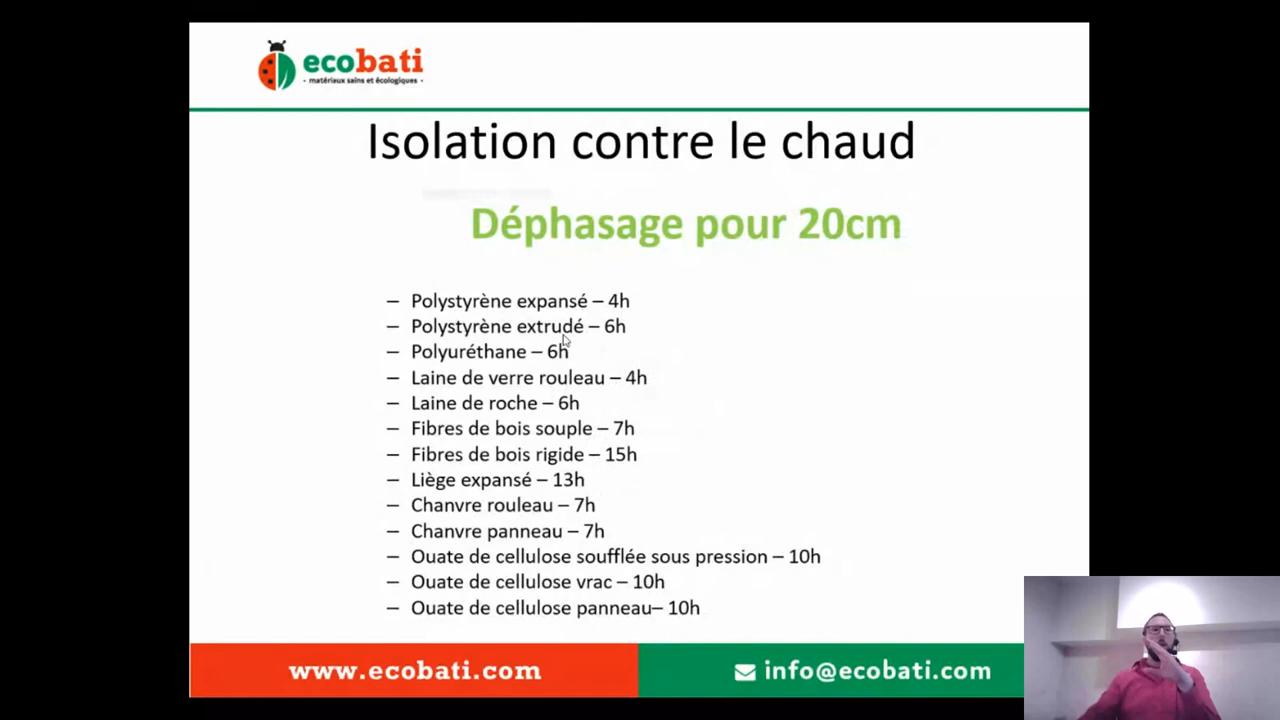 ecobati
· matériaux sains et écologiques ·
Isolation contre le chaud
Déphasage pour 20cm
– Polystyrène expansé – 4h
– Polystyrène extrudé – 6h
– Polyuréthane – 6h
– Laine de verre rouleau – 4h
– Laine de roche – 6h
– Fibres de bois souple – 7h
– Fibres de bois rigide – 15h
– Liège expansé – 13h
– Chanvre rouleau – 7h
– Chanvre panneau – 7h
– Ouate de cellulose soufflée sous pression – 10h
– Ouate de cellulose vrac – 10h
– Ouate de cellulose panneau– 10h
www.ecobati.com
info@ecobati.com